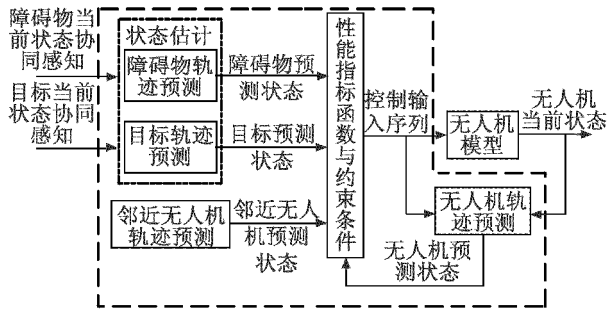 障碍物当
前状态协
同感知
目标当前
状态协同
感知
状态估计
障碍物轨
迹预测
目标轨迹
预测
邻近无人机
轨迹预测
障碍物预
测状态
目标预测
状态
邻近无人
机预测
状态
性能指标函数与约束条件
控制输
入序列
无人机
模型
无人机
当前状态
无人机轨
迹预测
无人机预
测状态